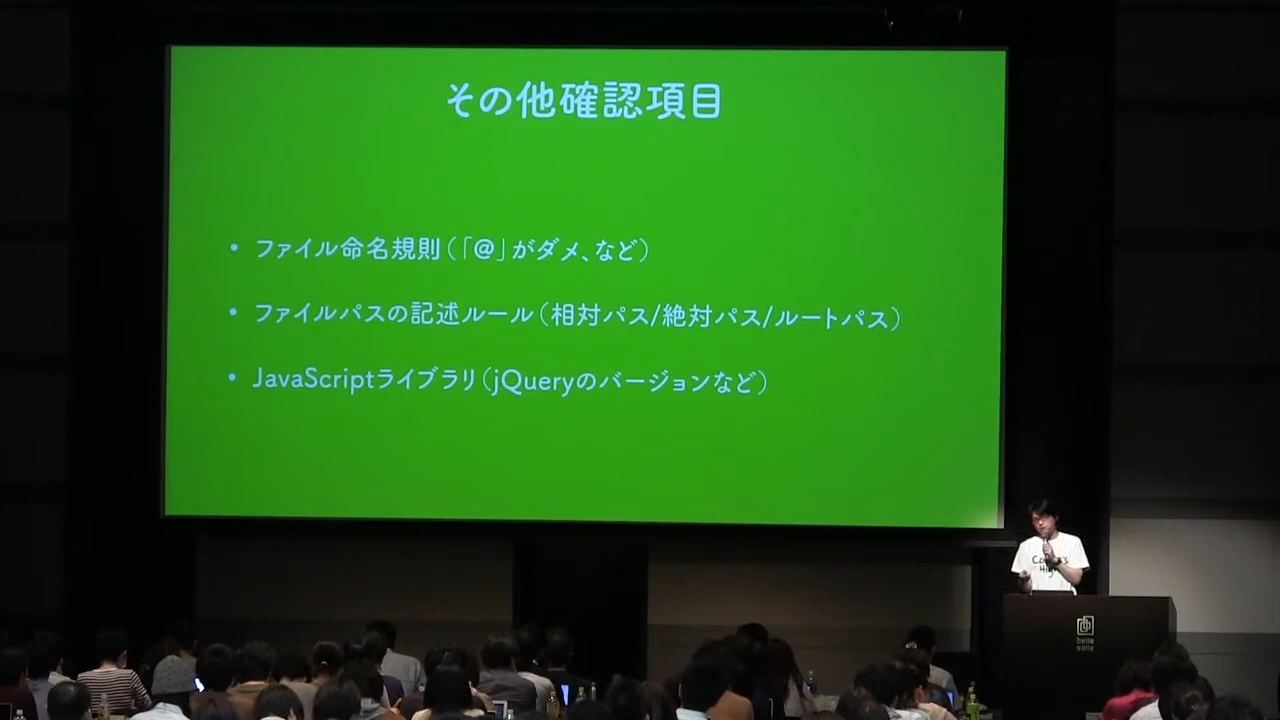 その他確認項目
• ファイル命名規則（「@」がダメ、など）
• ファイルパスの記述ルール（相対パス/絶対パス/ルートパス）
• JavaScriptライブラリ（jQueryのバージョンなど）
belle
salle